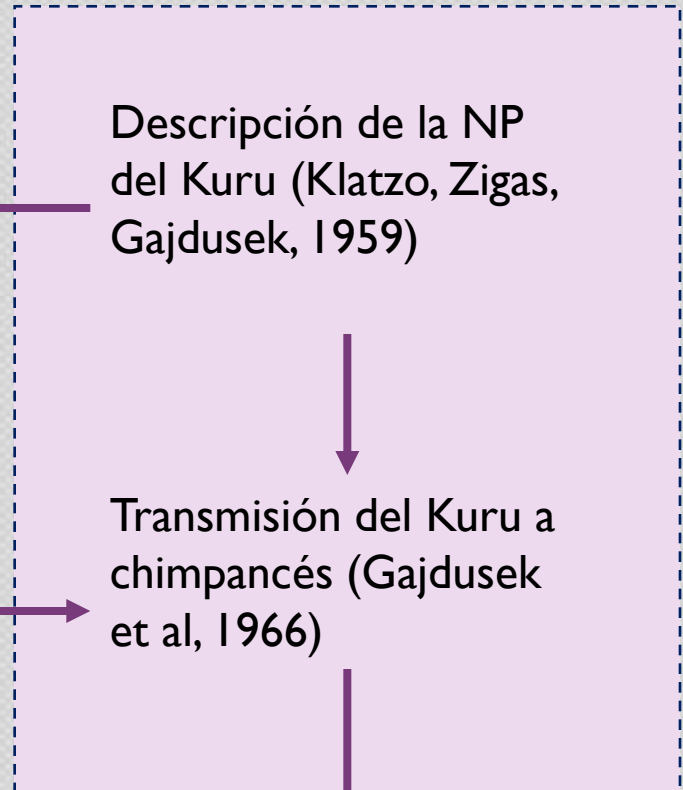 Descripción de la NP
del Kuru (Klatzo, Zigas,
Gajdusek, 1959)
Transmisión del Kuru a
chimpancés (Gajdusek
et al, 1966)